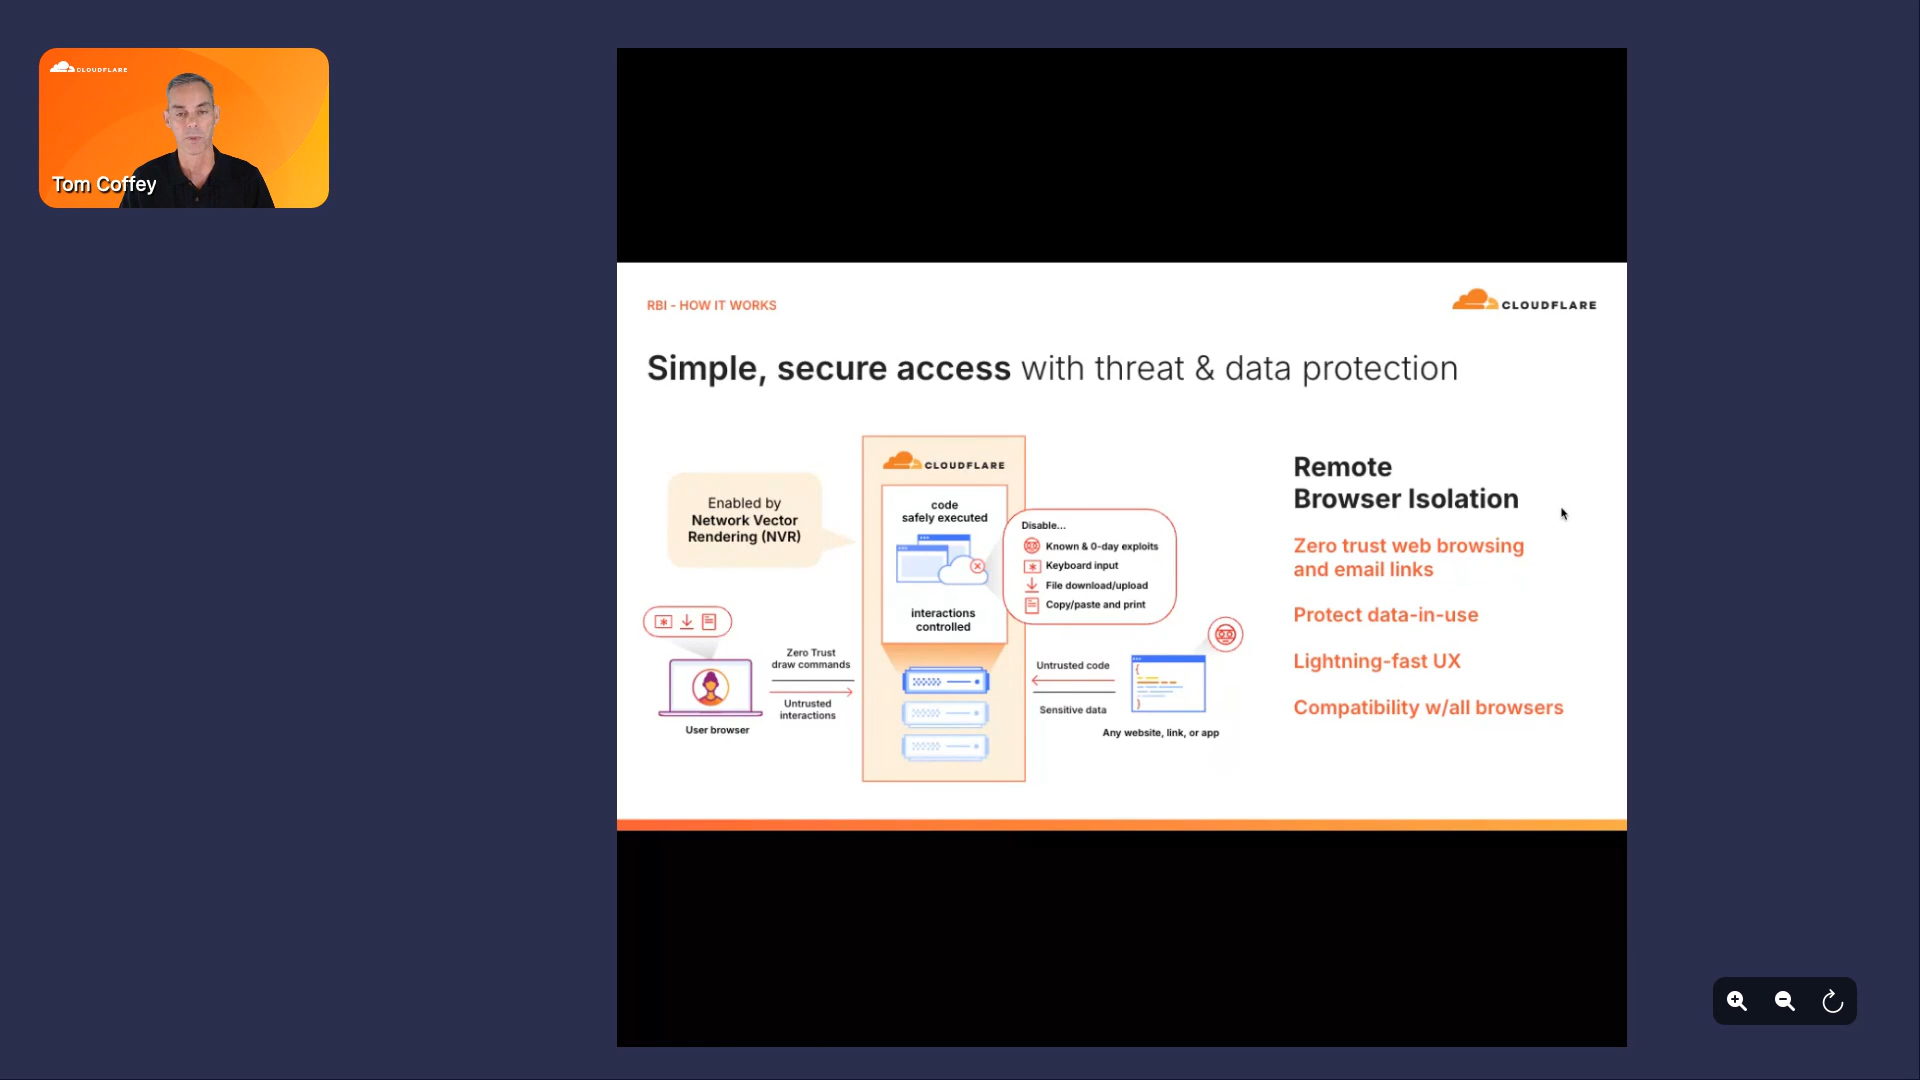 CLOUDFLARE
Tom Coffey
RBI - HOW IT WORKS
CLOUDFLARE
Simple, secure access with threat & data protection
Enabled by
Network Vector
Rendering (NVR)
CLOUDFLARE
code
safely executed
interactions
controlled
Disable...
Known & 0-day exploits
Keyboard input
File download/upload
Copy/paste and print
User browser
Zero Trust
draw commands
Untrusted
interactions
Untrusted code
Sensitive data
Any website, link, or app
Remote
Browser Isolation
Zero trust web browsing
and email links
Protect data-in-use
Lightning-fast UX
Compatibility w/all browsers